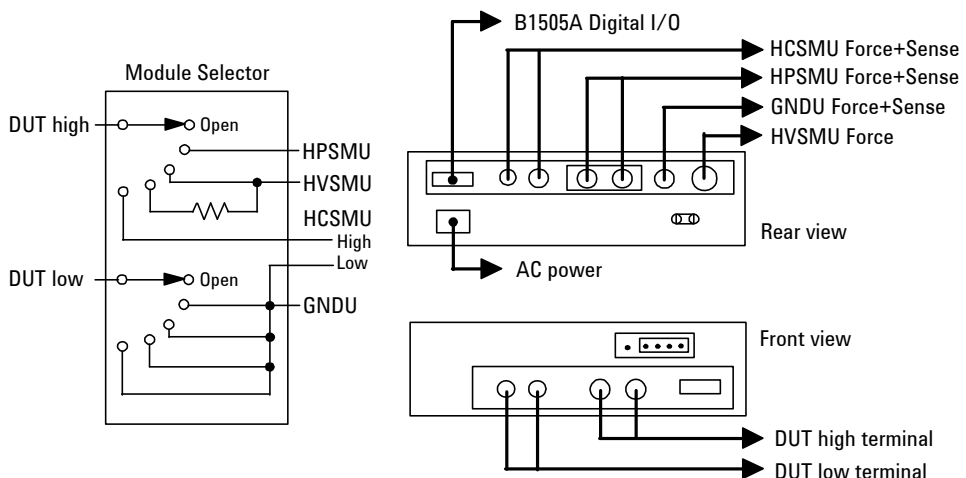 Module Selector
DUT high
Open
HPSMU
HVSMU
HCSMU
High
Low
DUT low
Open
GNDU
B1505A Digital I/O
HCSMU Force+Sense
HPSMU Force+Sense
GNDU Force+Sense
HVSMU Force
Rear view
AC power
Front view
DUT high terminal
DUT low terminal